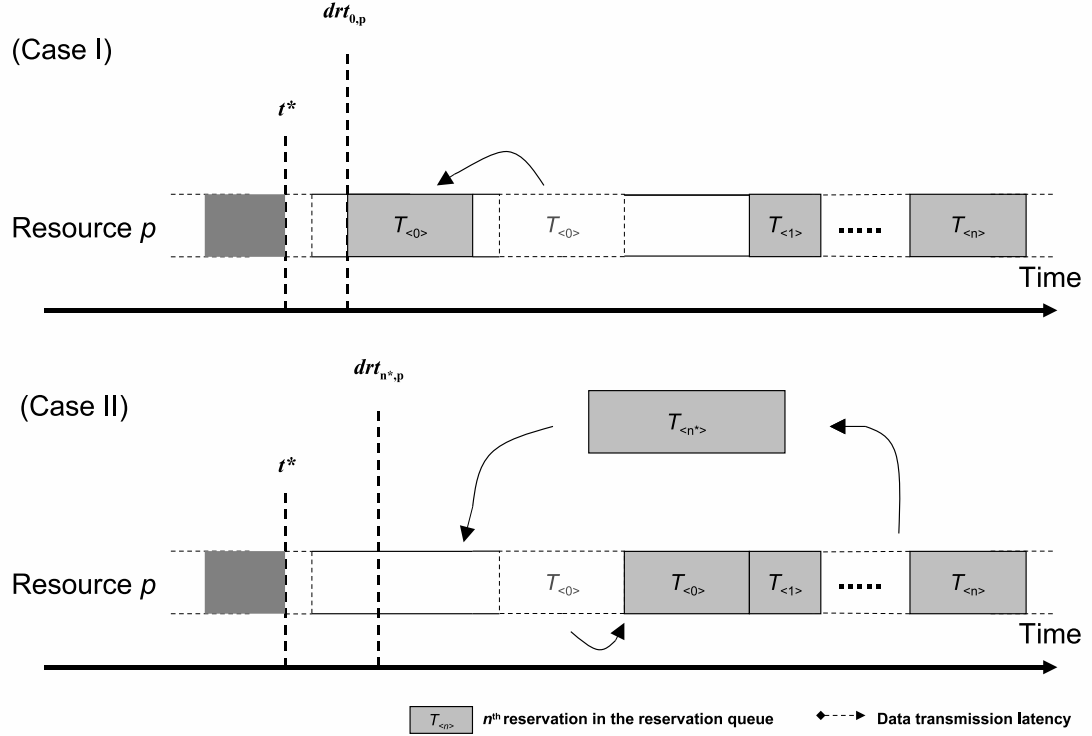 drt0,p
(Case I)
t*
Resource p
T<0>
T<0>
T<1>
.....
T<n>
Time
drtn*,p
(Case II)
T<n*>
t*
Resource p
T<0>
T<0>
T<1>
.....
T<n>
Time
T<n> nth reservation in the reservation queue
Data transmission latency